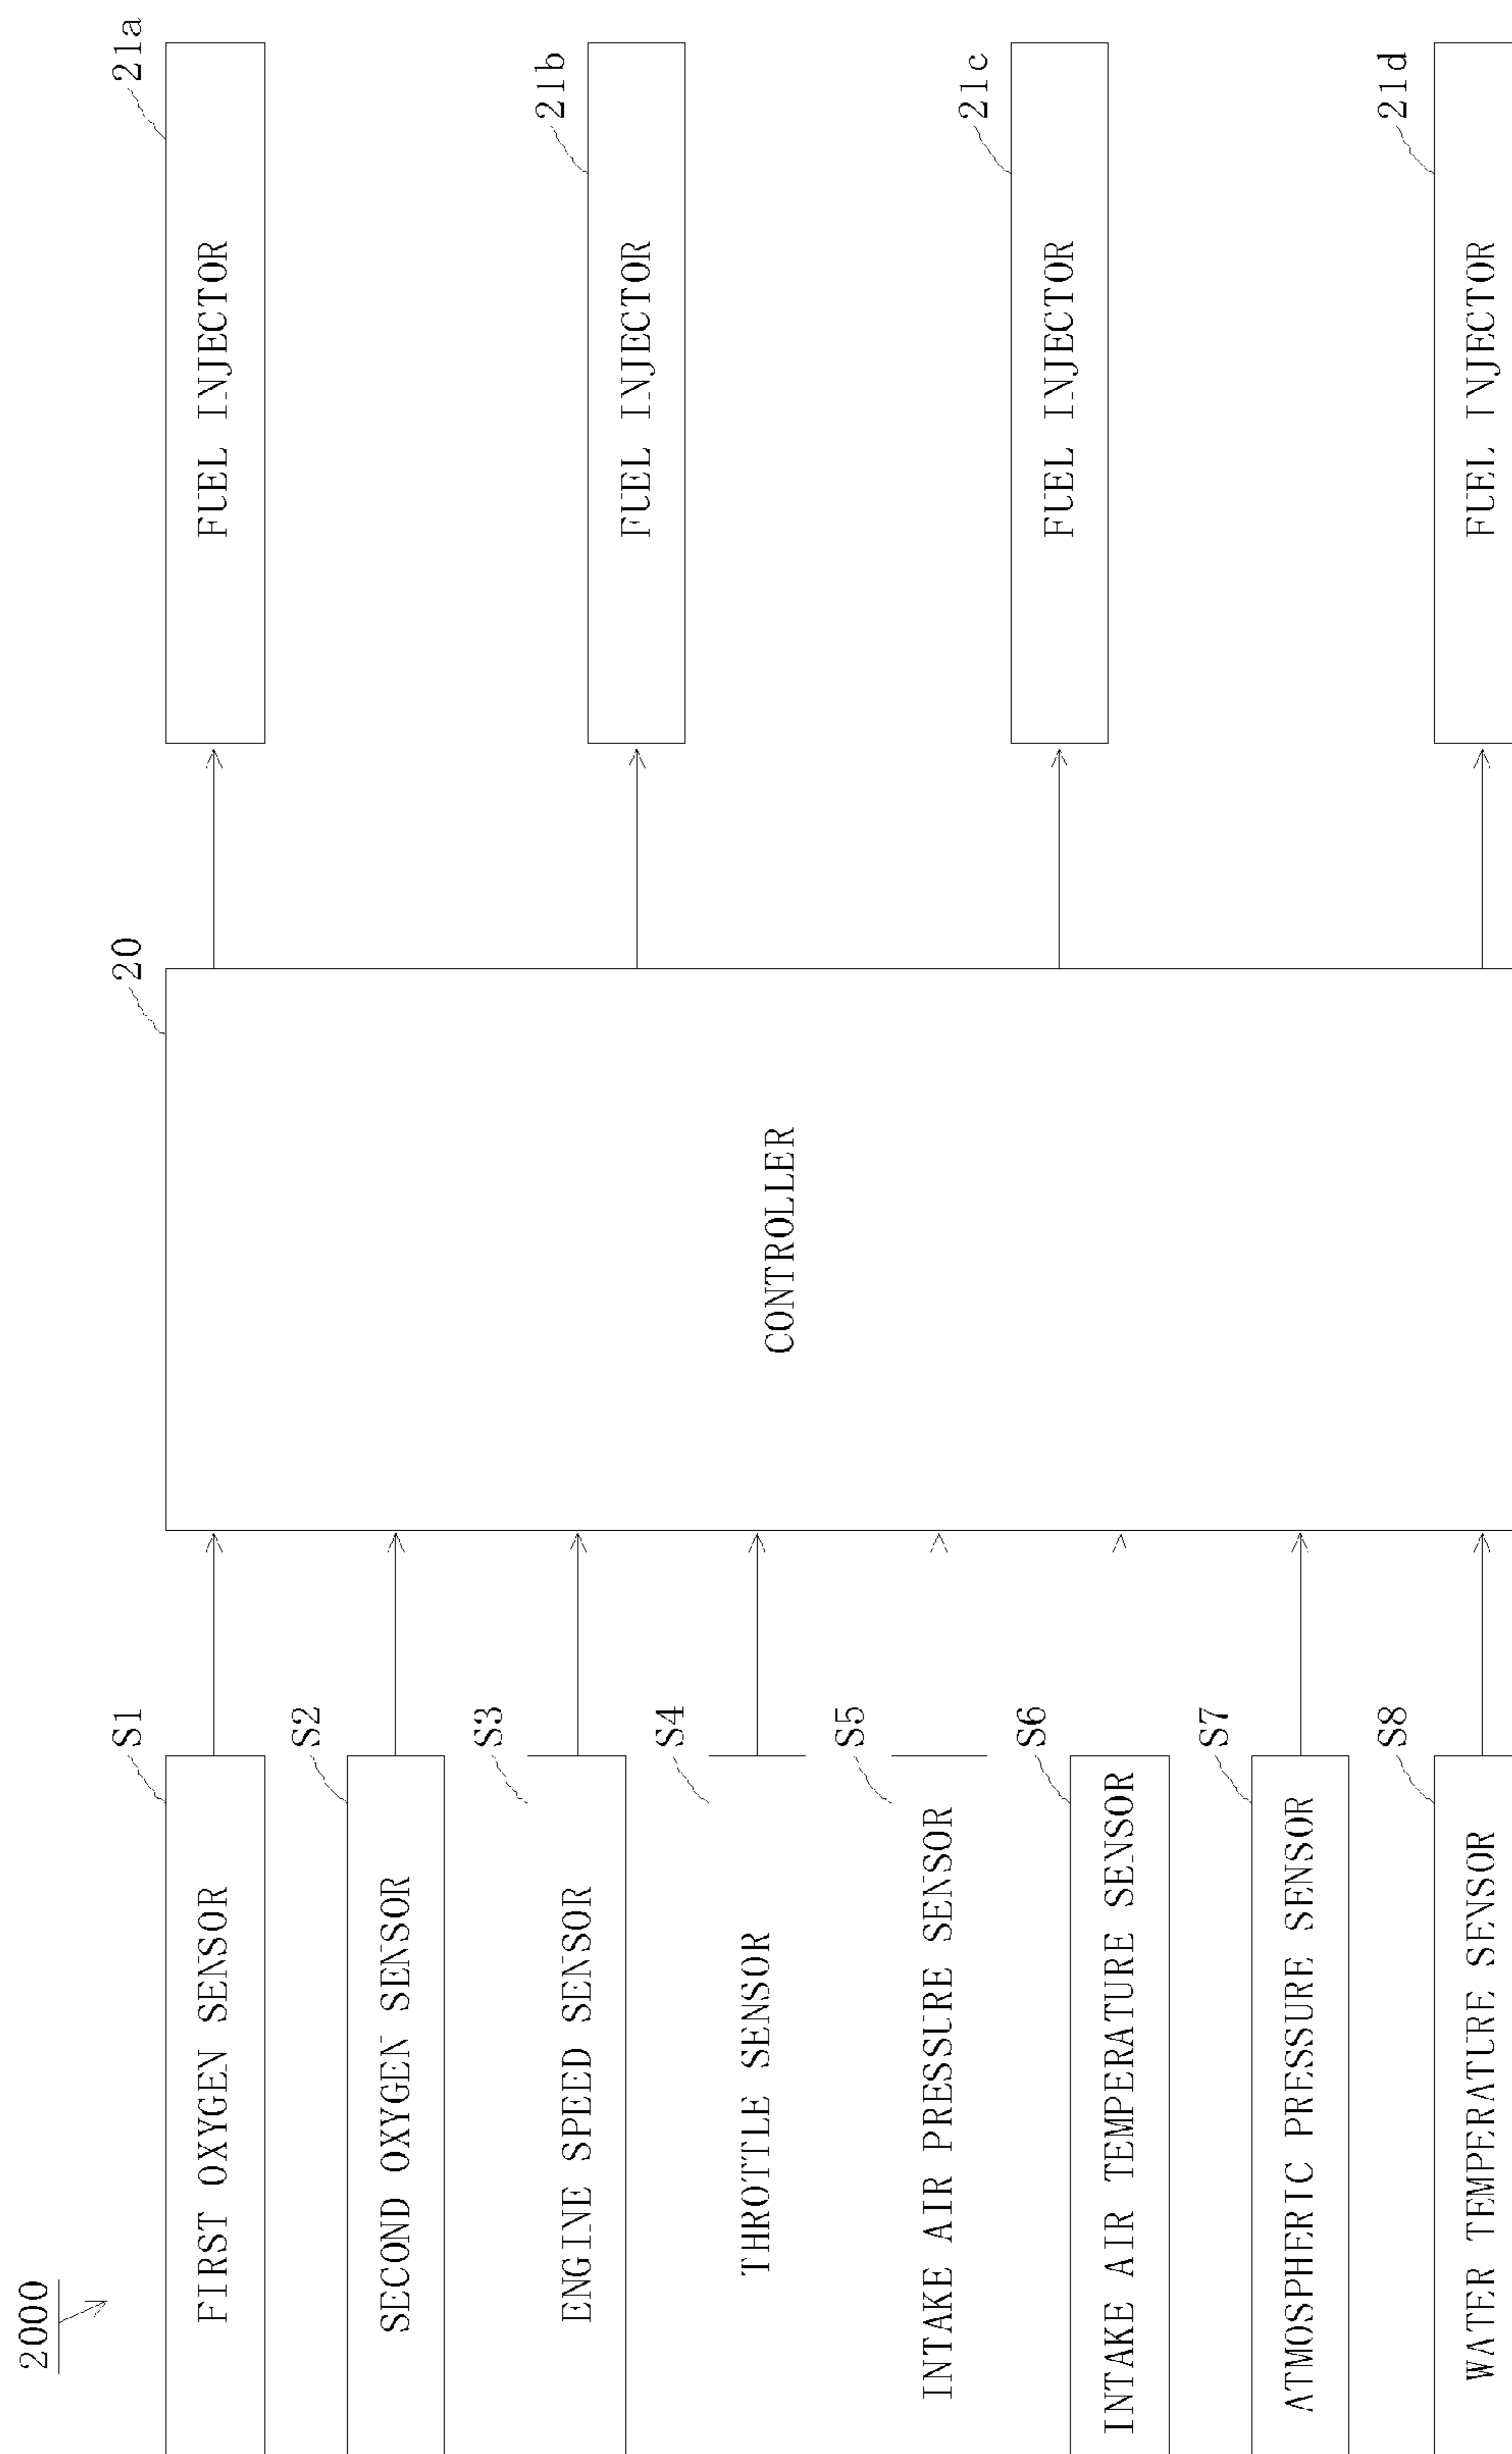 2000
S1
FIRST OXYGEN SENSOR
S2
SECOND OXYGEN SENSOR
S3
ENGINE SPEED SENSOR
S4
THROTTLE SENSOR
S5
INTAKE AIR PRESSURE SENSOR
S6
INTAKE AIR TEMPERATURE SENSOR
S7
ATMOSPHERIC PRESSURE SENSOR
S8
WATER TEMPERATURE SENSOR
20
CONTROLLER
21a
FUEL INJECTOR
21b
FUEL INJECTOR
21c
FUEL INJECTOR
21d
FUEL INJECTOR